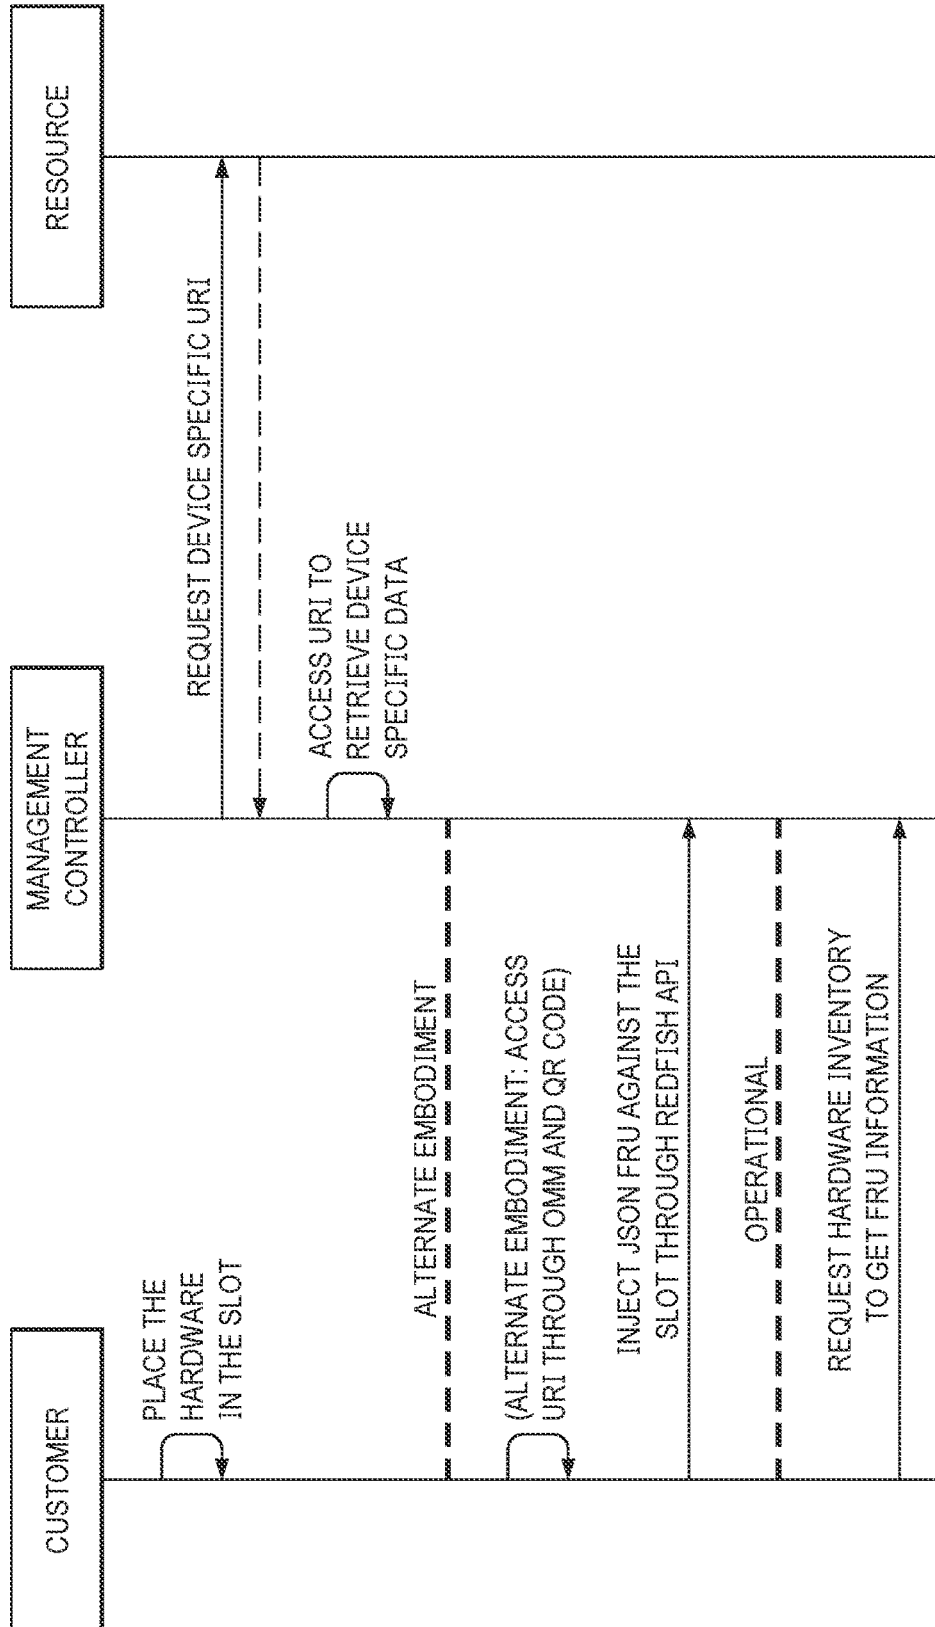 CUSTOMER
MANAGEMENT
CONTROLLER
RESOURCE
PLACE THE
HARDWARE
IN THE SLOT
REQUEST DEVICE SPECIFIC URI
ACCESS URI TO
RETRIEVE DEVICE
SPECIFIC DATA
ALTERNATE EMBODIMENT
(ALTERNATE EMBODIMENT: ACCESS
URI THROUGH OMM AND QR CODE)
INJECT JSON FRU AGAINST THE
SLOT THROUGH REDFISH API
OPERATIONAL
REQUEST HARDWARE INVENTORY
TO GET FRU INFORMATION